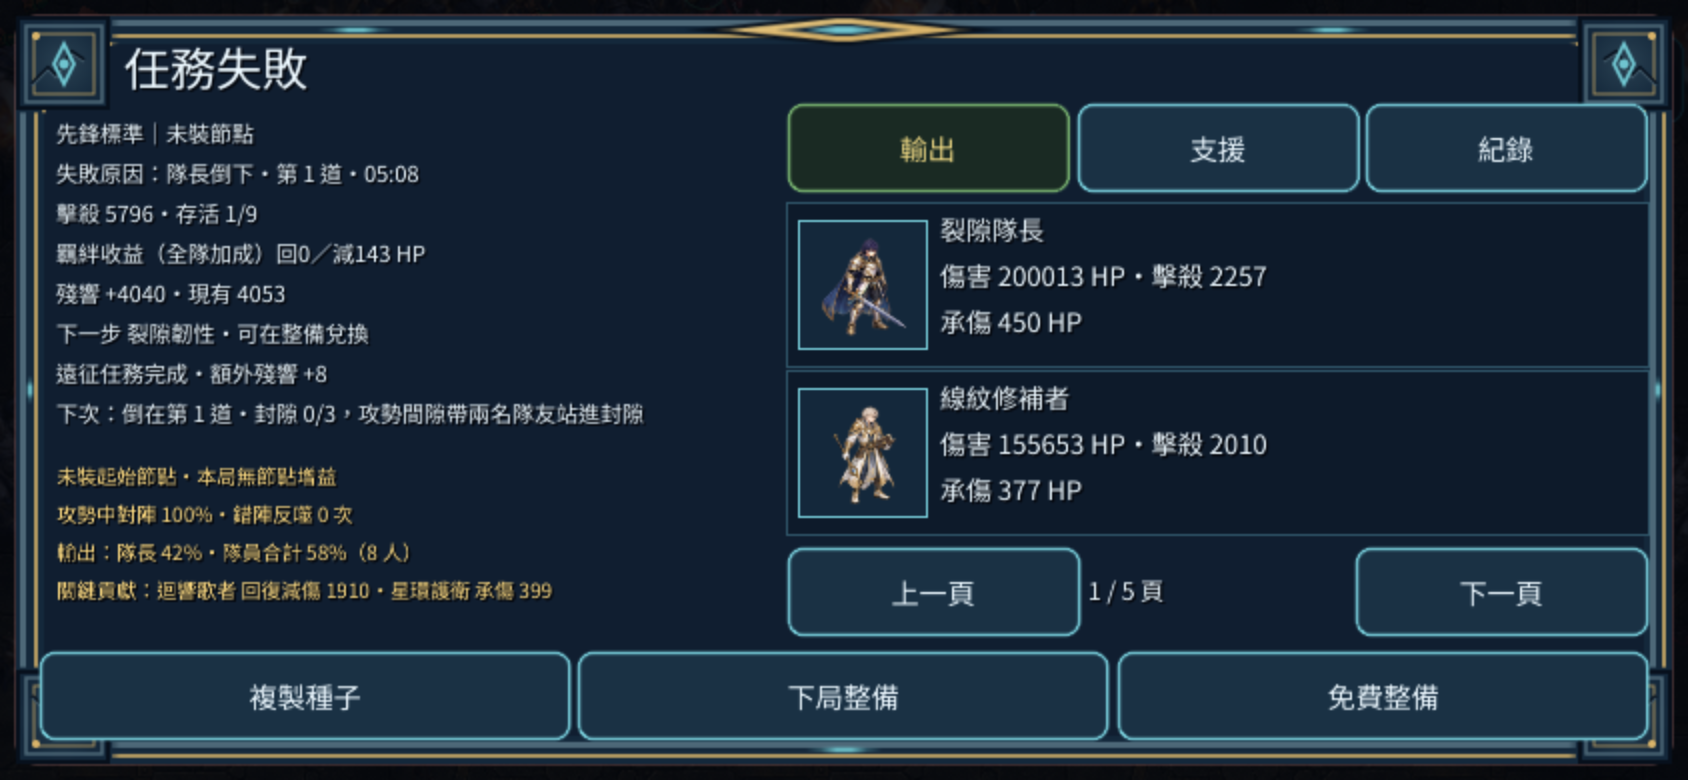 任務失敗
先鋒標準｜未裝節點
失敗原因：隊長倒下・第 1 道・05:08
擊殺 5796・存活 1/9
羈絆收益（全隊加成）回0／減143 HP
殘響 +4040・現有 4053
下一步 裂隙韌性・可在整備兌換
遠征任務完成・額外殘響 +8
下次：倒在第 1 道・封隙 0/3，攻勢間隙帶兩名隊友站進封隙
未裝起始節點・本局無節點增益
攻勢中對陣 100%・錯陣反噬 0 次
輸出：隊長 42%・隊員合計 58%（8 人）
關鍵貢獻：迴響歌者 回復減傷 1910・星環護衛 承傷 399
輸出
支援
紀錄
裂隙隊長
傷害 200013 HP・擊殺 2257
承傷 450 HP
線紋修補者
傷害 155653 HP・擊殺 2010
承傷 377 HP
上一頁
1 / 5 頁
下一頁
複製種子
下局整備
免費整備